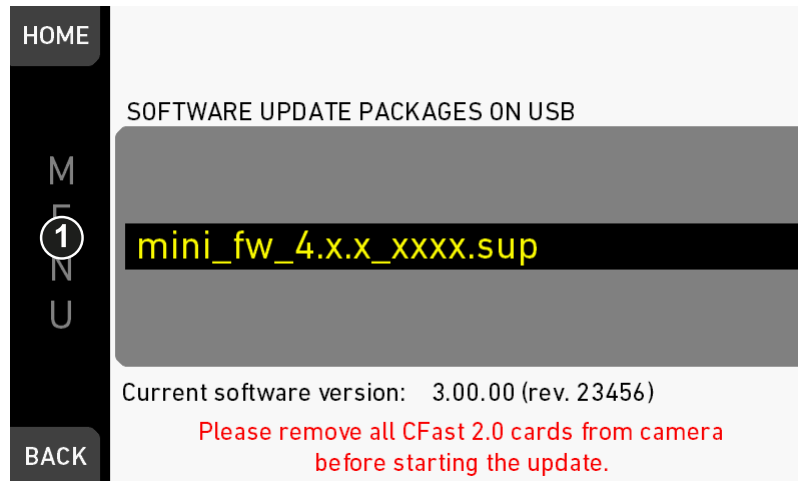 HOME
SOFTWARE UPDATE PACKAGES ON USB
M
E
N
U
1
mini_fw_4.x.x_xxxx.sup
Current software version: 3.00.00 (rev. 23456)
Please remove all CFast 2.0 cards from camera
before starting the update.
BACK